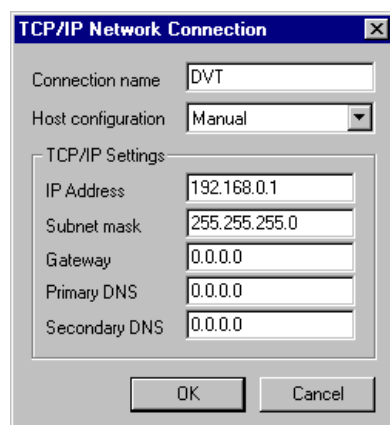 TCP/IP Network Connection
Connection name DVT
Host configuration Manual
TCP/IP Settings
IP Address 192.168.0.1
Subnet mask 255.255.255.0
Gateway 0.0.0.0
Primary DNS 0.0.0.0
Secondary DNS 0.0.0.0
OK Cancel